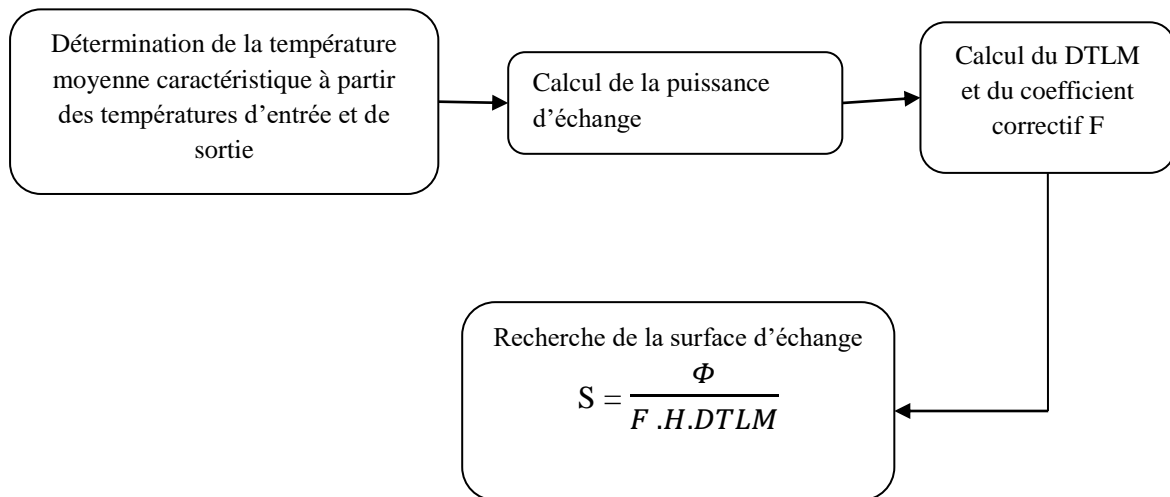 Détermination de la température
moyenne caractéristique à partir
des températures d’entrée et de
sortie
Calcul de la puissance
d’échange
Calcul du DTLM
et du coefficient
correctif F
Recherche de la surface d’échange
S = Φ / F .H.DTLM